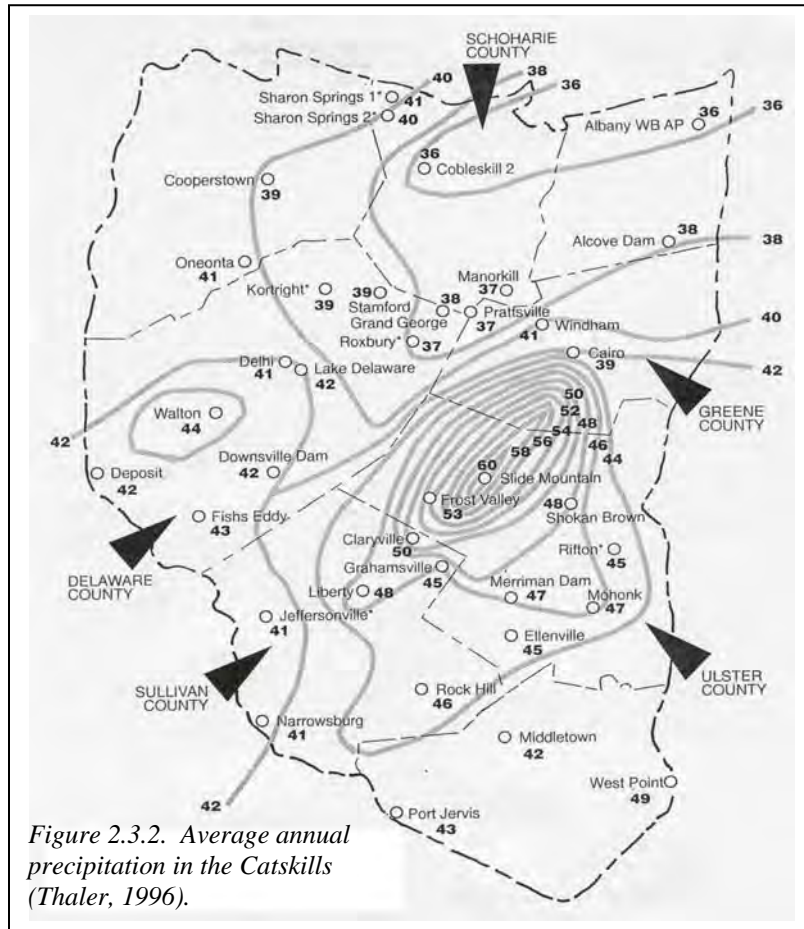 SCHOHARIE
COUNTY
40
38
36
Sharon Springs 1*
41
Sharon Springs 2*
40
36
Albany WB AP
36
36
Cobleskill 2
Cooperstown
39
38
Alcove Dam
38
Oneonta
41
Kortright*
39
39
Stamford
Manorkill
37
38
Grand George
Prattsville
37
Roxbury*
37
Windham
41
40
Cairo
39
42
Delhi
41
Lake Delaware
42
GREENE
COUNTY
Walton
44
42
50
52
48
54
56
46
58
44
60
Deposit
42
Downsville Dam
42
Slide Mountain
Frost Valley
53
48
Shokan Brown
Fishs Eddy
43
DELAWARE
COUNTY
Claryville
50
Rifton*
45
Grahamsville
45
Liberty
48
Merriman Dam
47
Mohonk
47
Jeffersonville*
41
Ellenville
45
SULLIVAN
COUNTY
ULSTER
COUNTY
Rock Hill
46
Narrowsburg
41
Middletown
42
West Point
49
42
Port Jervis
43
Figure 2.3.2. Average annual
precipitation in the Catskills
(Thaler, 1996).